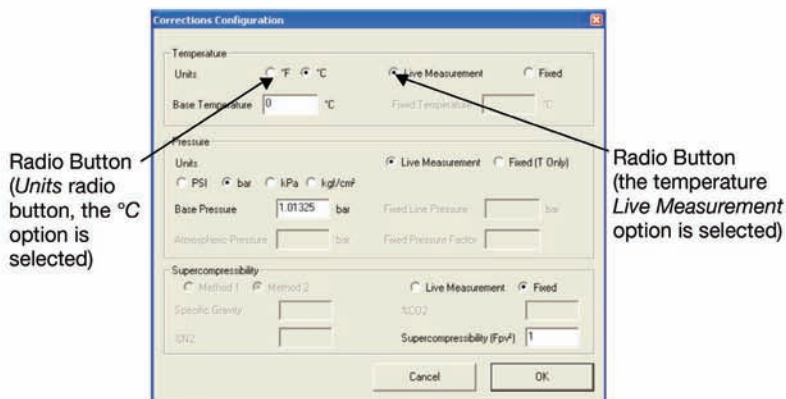 Corrections Configuration
Temperature
Units °F °C Live Measurement Fixed
Base Temperature 0 °C Fixed Temperature °C
Radio Button
(Units radio
button, the °C
option is
selected)
Pressure
Units Live Measurement Fixed (T Only)
PSI bar kPa kgf/cm²
Base Pressure 1.01325 bar Fixed Line Pressure bar
Atmospheric Pressure bar Fixed Pressure Factor
Radio Button
(the temperature
Live Measurement
option is selected)
Supercompressibility
Method 1 Method 2 Live Measurement Fixed
Specific Gravity %CO2
%N2 Supercompressibility (Fpv²) 1
Cancel OK